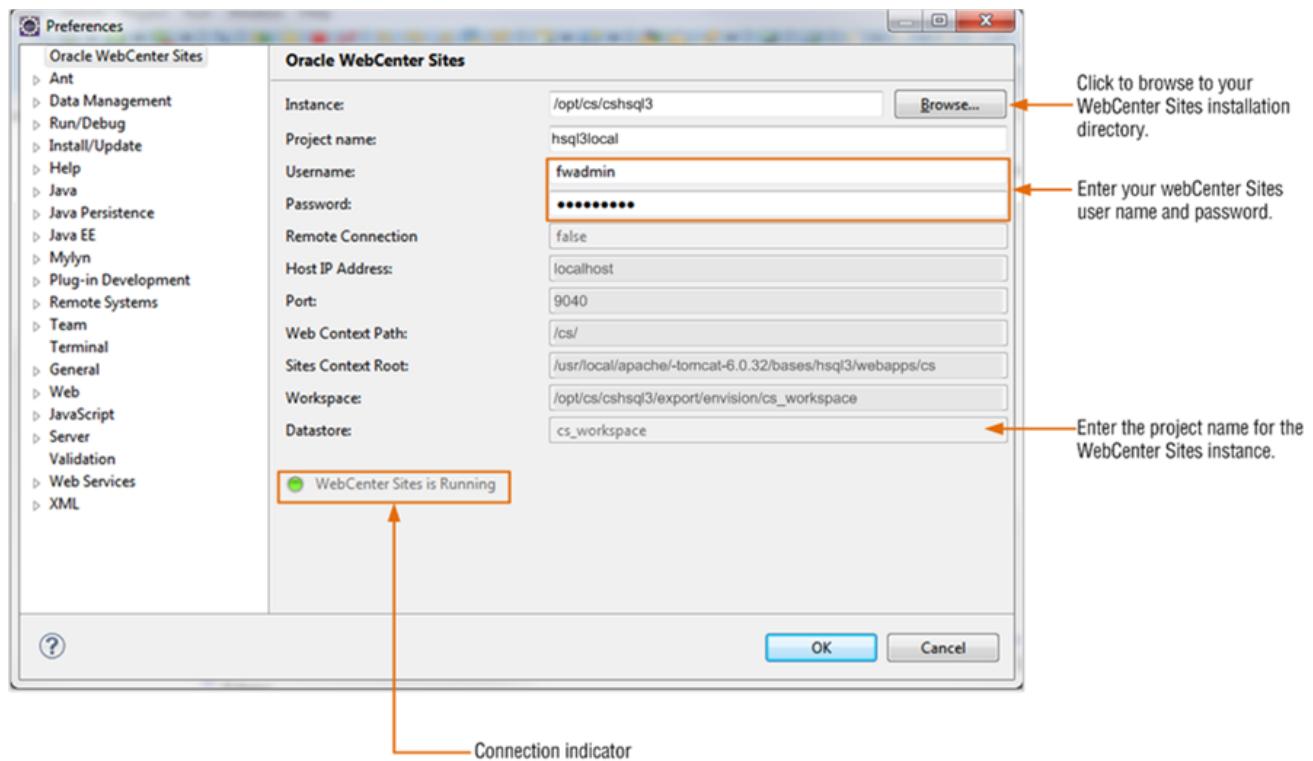 Preferences
Oracle WebCenter Sites
Ant
Data Management
Run/Debug
Install/Update
Help
Java
Java Persistence
Java EE
Mylyn
Plug-in Development
Remote Systems
Team
Terminal
General
Web
JavaScript
Server
Validation
Web Services
XML
Oracle WebCenter Sites
Instance: /opt/cs/cshsql3 Browse...
Project name: hsql3local
Username: fwadmin
Password: •••••••••
Remote Connection false
Host IP Address: localhost
Port: 9040
Web Context Path: /cs/
Sites Context Root: /usr/local/apache/-tomcat-6.0.32/bases/hsql3/webapps/cs
Workspace: /opt/cs/cshsql3/export/envision/cs_workspace
Datastore: cs_workspace
WebCenter Sites is Running
? OK Cancel
Click to browse to your
WebCenter Sites installation
directory.
Enter your webCenter Sites
user name and password.
Enter the project name for the
WebCenter Sites instance.
Connection indicator